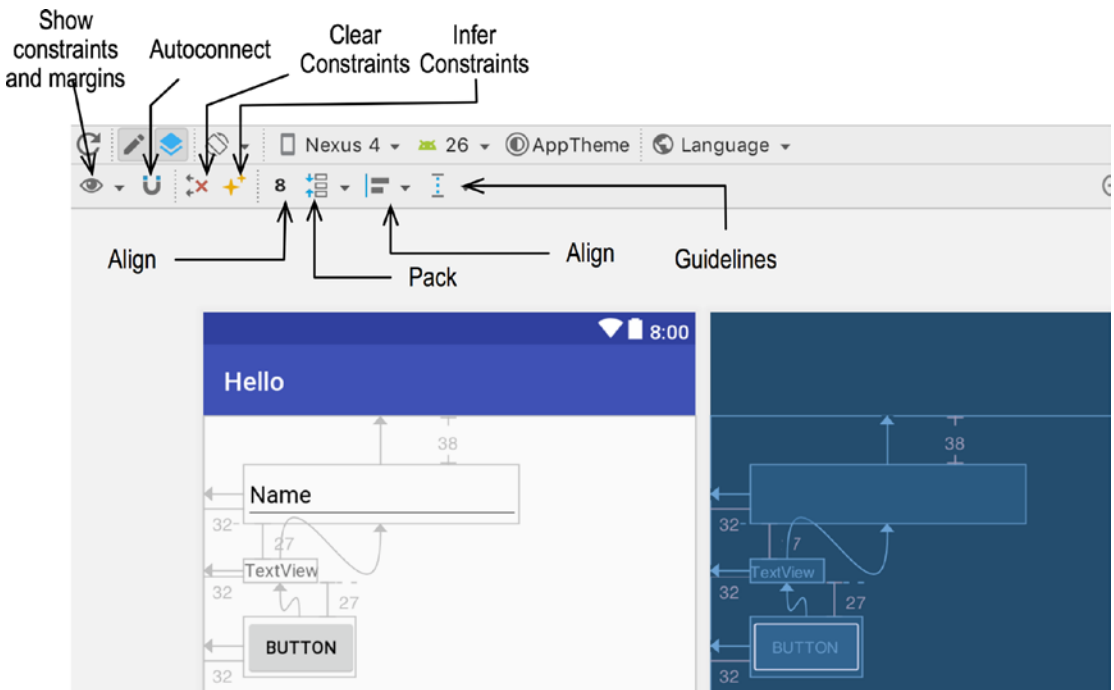 Show
constraints
and margins
Autoconnect
Clear
Constraints
Infer
Constraints
Nexus 4
26
AppTheme
Language
8
Align
Pack
Align
Guidelines
8:00
Hello
38
38
Name
32
27
32
7
TextView
TextView
32
27
32
27
BUTTON
BUTTON
32
32